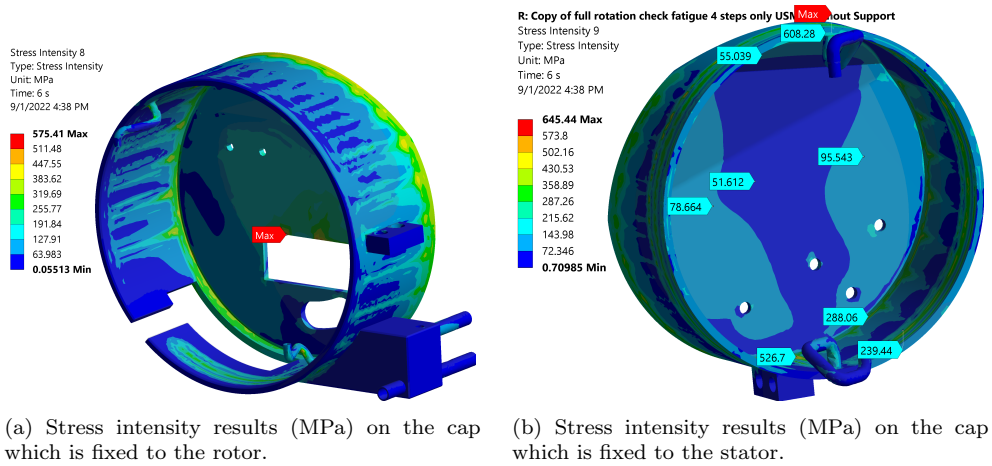 Stress Intensity 8
Type: Stress Intensity
Unit: MPa
Time: 6 s
9/1/2022 4:38 PM
575.41 Max
511.48
447.55
383.62
319.69
255.77
191.84
127.91
63.983
0.05513 Min
Max
(a) Stress intensity results (MPa) on the cap
which is fixed to the rotor.
R: Copy of full rotation check fatigue 4 steps only
Stress Intensity 9
Type: Stress Intensity
Unit: MPa
Time: 6 s
9/1/2022 4:38 PM
645.44 Max
573.8
502.16
430.53
358.89
287.26
215.62
143.98
72.346
0.70985 Min
Max
608.28
55.039
95.543
51.612
78.664
288.06
526.7
239.44
(b) Stress intensity results (MPa) on the cap
which is fixed to the stator.